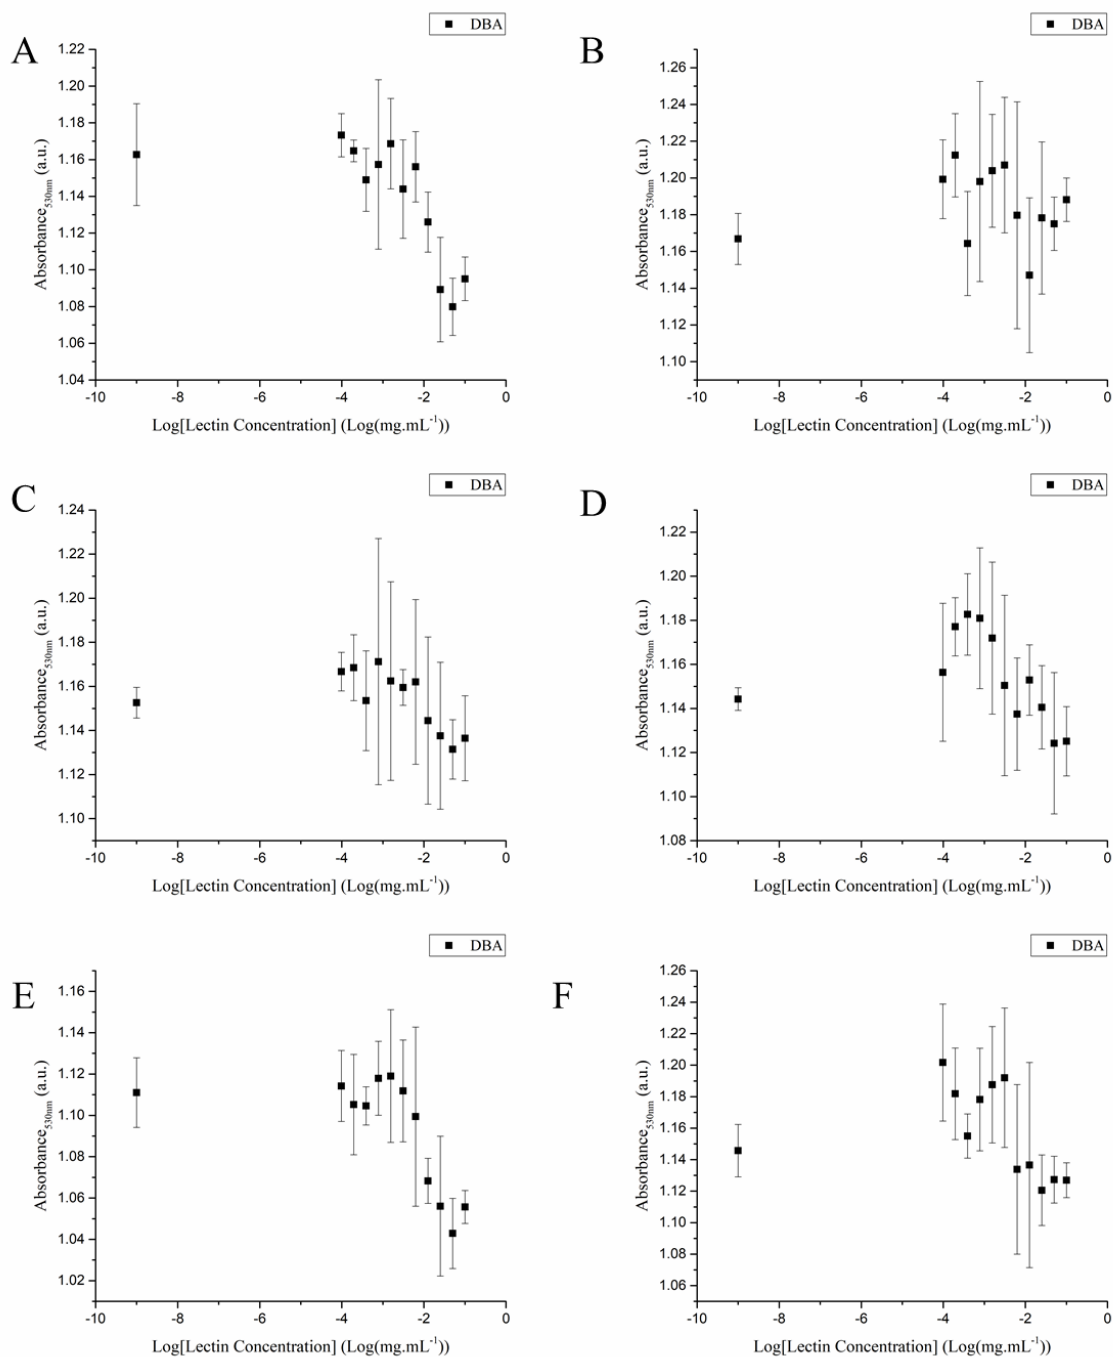 A
DBA
1.22
1.20
1.18
1.16
1.14
1.12
1.10
1.08
1.06
1.04
Absorbance530nm (a.u.)
-10 -8 -6 -4 -2 0
Log[Lectin Concentration] (Log(mg.mL-1))
B
DBA
1.26
1.24
1.22
1.20
1.18
1.16
1.14
1.12
1.10
Absorbance530nm (a.u.)
-10 -8 -6 -4 -2 0
Log[Lectin Concentration] (Log(mg.mL-1))
C
DBA
1.24
1.22
1.20
1.18
1.16
1.14
1.12
1.10
Absorbance530nm (a.u.)
-10 -8 -6 -4 -2 0
Log[Lectin Concentration] (Log(mg.mL-1))
D
DBA
1.22
1.20
1.18
1.16
1.14
1.12
1.10
1.08
Absorbance530nm (a.u.)
-10 -8 -6 -4 -2 0
Log[Lectin Concentration] (Log(mg.mL-1))
E
DBA
1.16
1.14
1.12
1.10
1.08
1.06
1.04
1.02
Absorbance530nm (a.u.)
-10 -8 -6 -4 -2 0
Log[Lectin Concentration] (Log(mg.mL-1))
F
DBA
1.26
1.24
1.22
1.20
1.18
1.16
1.14
1.12
1.10
1.08
1.06
Absorbance530nm (a.u.)
-10 -8 -6 -4 -2 0
Log[Lectin Concentration] (Log(mg.mL-1))